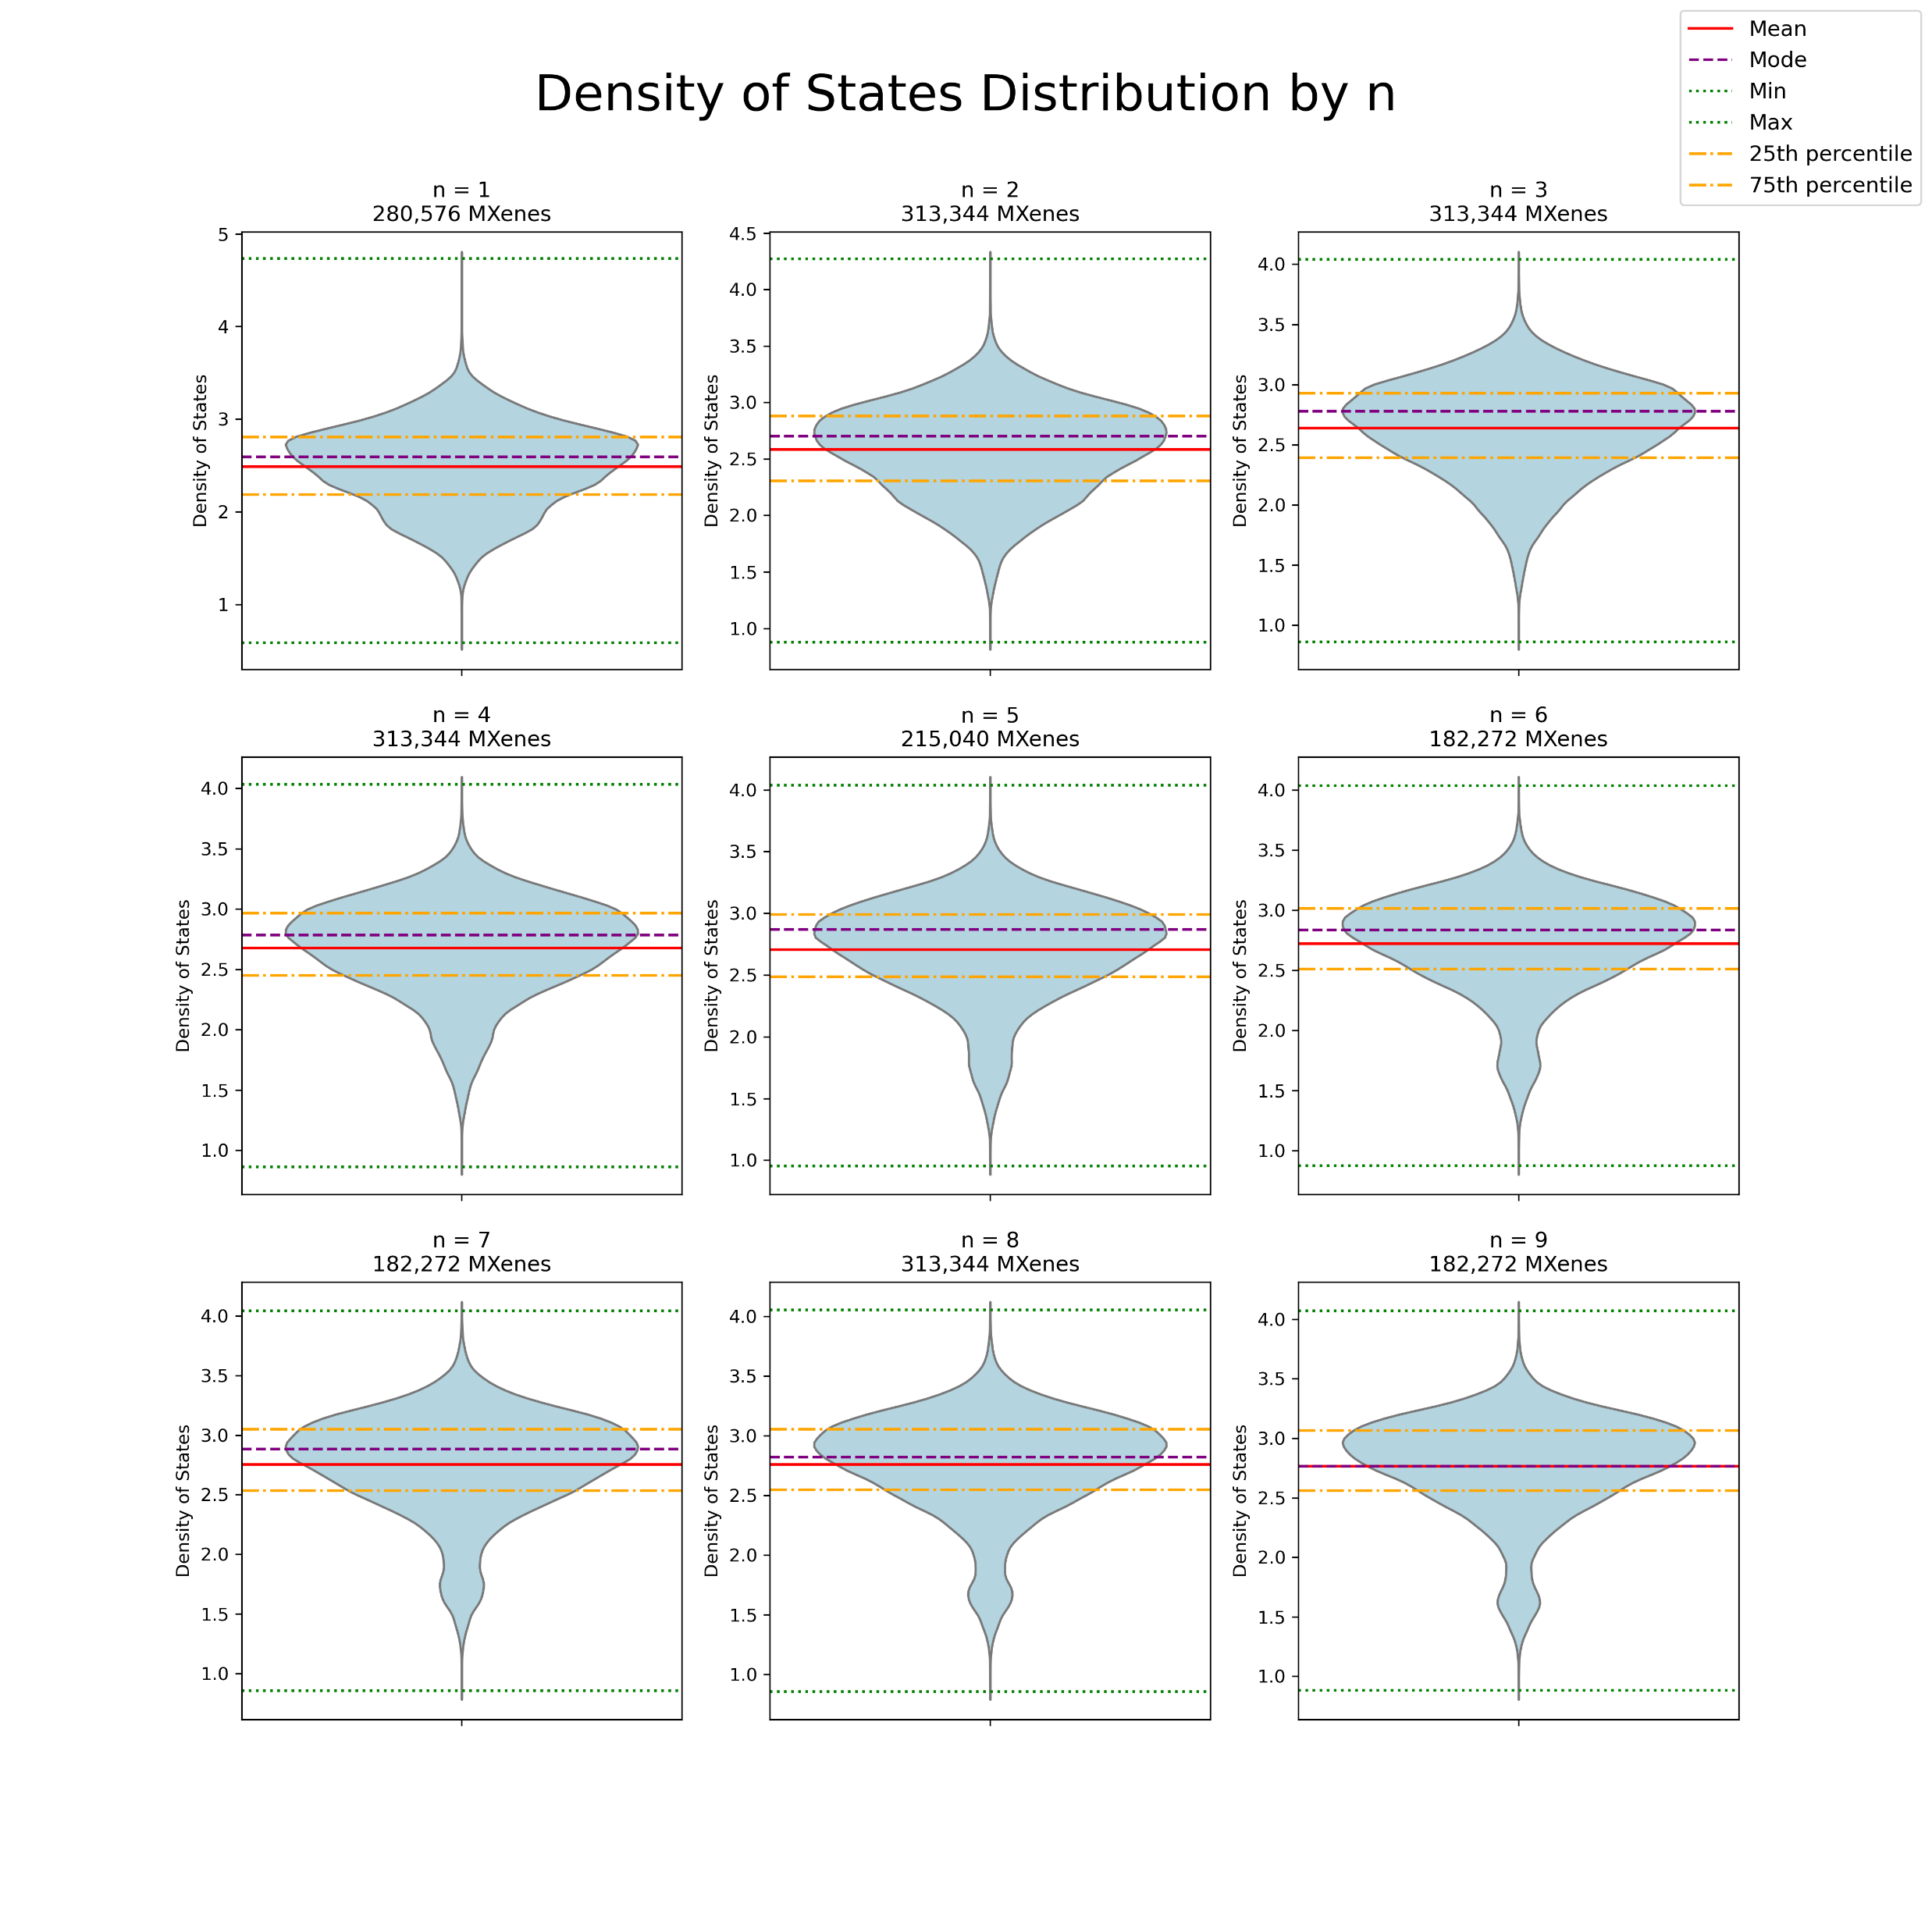 Mean
Mode
Min
Max
25th percentile
75th percentile
Density of States Distribution by n
n = 1
280,576 MXenes
Density of States
5
4
3
2
1
n = 2
313,344 MXenes
Density of States
4.5
4.0
3.5
3.0
2.5
2.0
1.5
1.0
n = 3
313,344 MXenes
Density of States
4.0
3.5
3.0
2.5
2.0
1.5
1.0
n = 4
313,344 MXenes
Density of States
4.0
3.5
3.0
2.5
2.0
1.5
1.0
n = 5
215,040 MXenes
Density of States
4.0
3.5
3.0
2.5
2.0
1.5
1.0
n = 6
182,272 MXenes
Density of States
4.0
3.5
3.0
2.5
2.0
1.5
1.0
n = 7
182,272 MXenes
Density of States
4.0
3.5
3.0
2.5
2.0
1.5
1.0
n = 8
313,344 MXenes
Density of States
4.0
3.5
3.0
2.5
2.0
1.5
1.0
n = 9
182,272 MXenes
Density of States
4.0
3.5
3.0
2.5
2.0
1.5
1.0